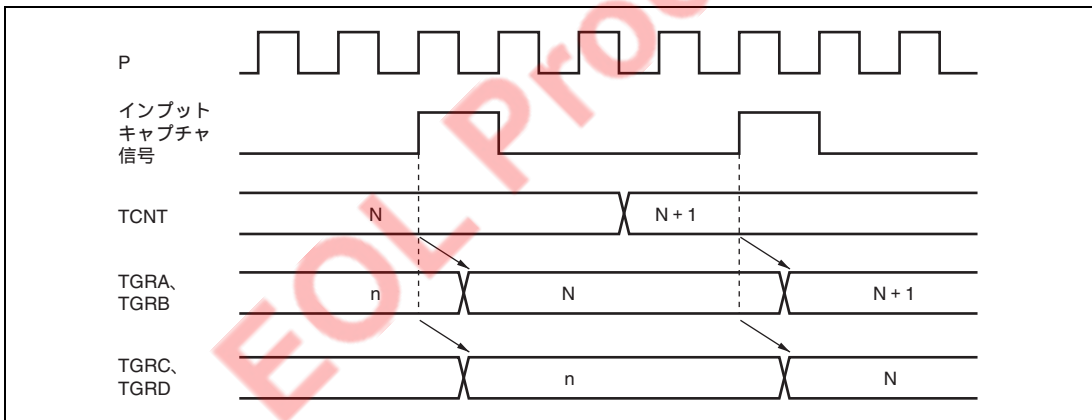 P
インプット
キャプチャ
信号
TCNT
N
N + 1
TGRA、
TGRB
n
N
N + 1
TGRC、
TGRD
n
N
EOL Prod